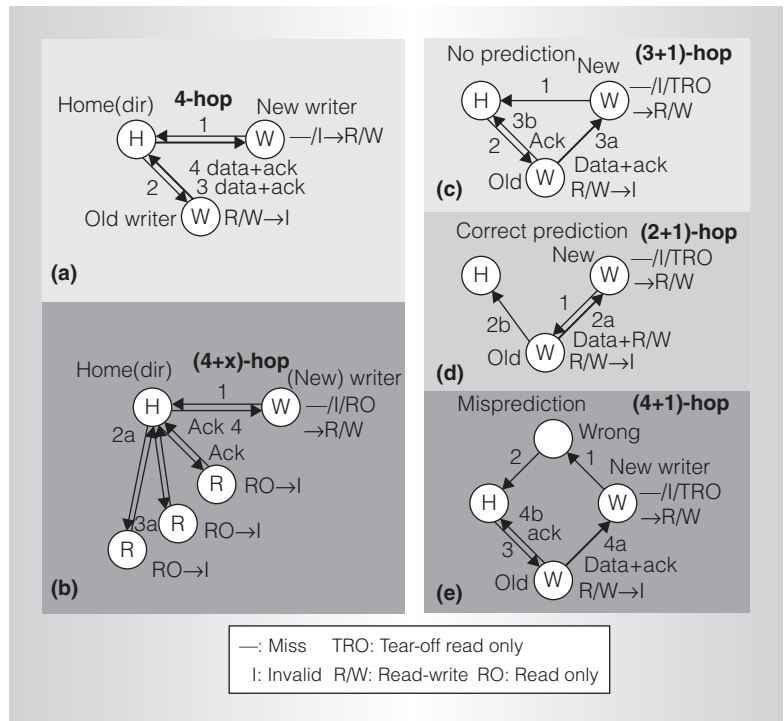 4-hop
Home(dir)
New writer
H
1
W
—/I→R/W
4 data+ack
3 data+ack
2
Old writer
W
R/W→I
(a)
(4+x)-hop
Home(dir)
(New) writer
1
H
W
—/I/RO
→R/W
2a
Ack 4
Ack
R
RO→I
3a
R
RO→I
R
RO→I
(b)
No prediction
(3+1)-hop
New
H
1
W
—/I/TRO
→R/W
3b
Ack
3a
2
Data+ack
Old
W
R/W→I
(c)
Correct prediction
(2+1)-hop
New
H
W
—/I/TRO
→R/W
1
2a
2b
Data+R/W
Old
W
R/W→I
(d)
Misprediction
(4+1)-hop
Wrong
2
1
New writer
H
W
—/I/TRO
→R/W
4b
ack
3
4a
Data+ack
Old
W
R/W→I
(e)
—: Miss TRO: Tear-off read only
I: Invalid R/W: Read-write RO: Read only